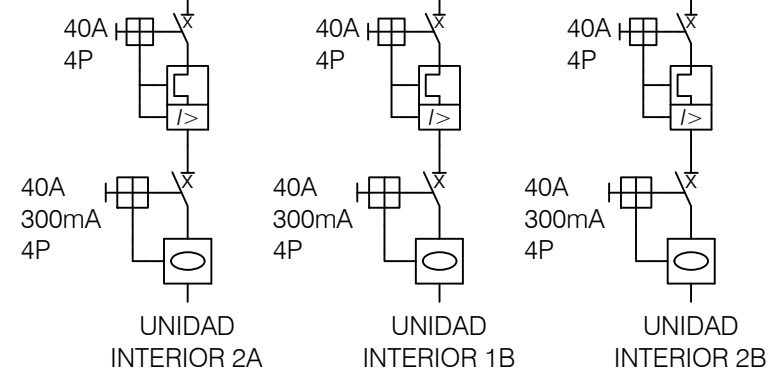 40A
4P
I>
40A
300mA
4P
UNIDAD
INTERIOR 2A
40A
4P
I>
40A
300mA
4P
UNIDAD
INTERIOR 1B
40A
4P
I>
40A
300mA
4P
UNIDAD
INTERIOR 2B